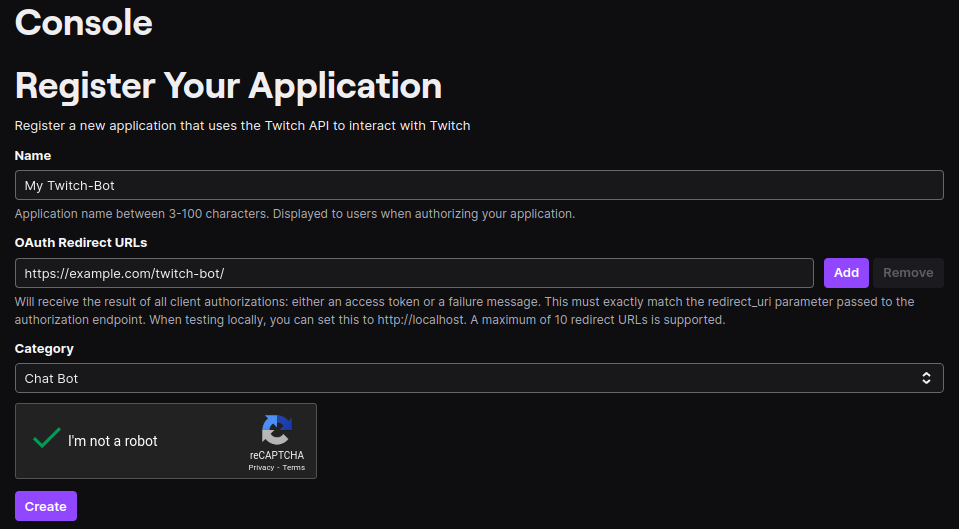 Console
Register Your Application
Register a new application that uses the Twitch API to interact with Twitch
Name
My Twitch-Bot
Application name between 3-100 characters. Displayed to users when authorizing your application.
OAuth Redirect URLs
https://example.com/twitch-bot/
Add
Remove
Will receive the result of all client authorizations: either an access token or a failure message. This must exactly match the redirect_uri parameter passed to the
authorization endpoint. When testing locally, you can set this to http://localhost. A maximum of 10 redirect URLs is supported.
Category
Chat Bot
I'm not a robot
reCAPTCHA
Privacy - Terms
Create